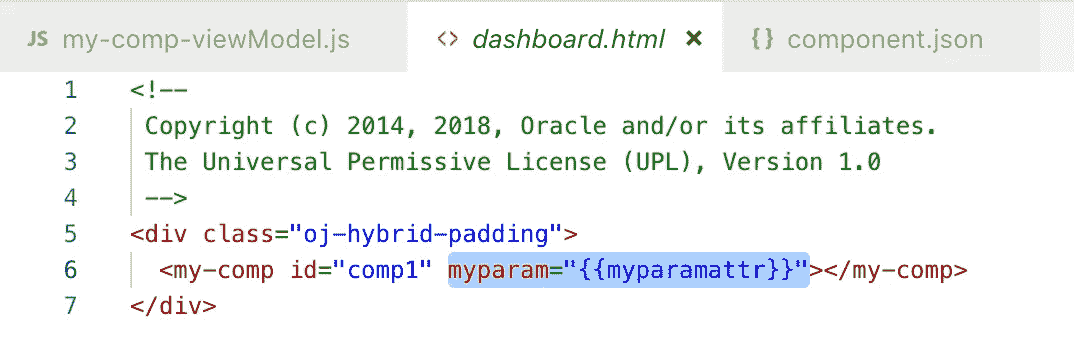 JS my-comp-viewModel.js <> dashboard.html × {} component.json
1 <!--
2 Copyright (c) 2014, 2018, Oracle and/or its affiliates.
3 The Universal Permissive License (UPL), Version 1.0
4 -->
5 <div class="oj-hybrid-padding">
6 <my-comp id="comp1" myparam="{{myparamattr}}"></my-comp>
7 </div>